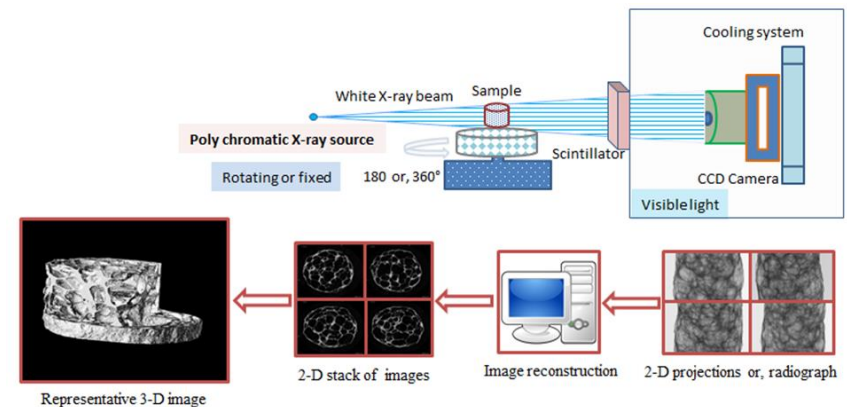 Cooling system
Sample
White X-ray beam
Poly chromatic X-ray source
Scintillator
Rotating or fixed
180 or, 360°
CCD Camera
Visible light
2-D stack of images
Image reconstruction
2-D projections or, radiograph
Representative 3-D image